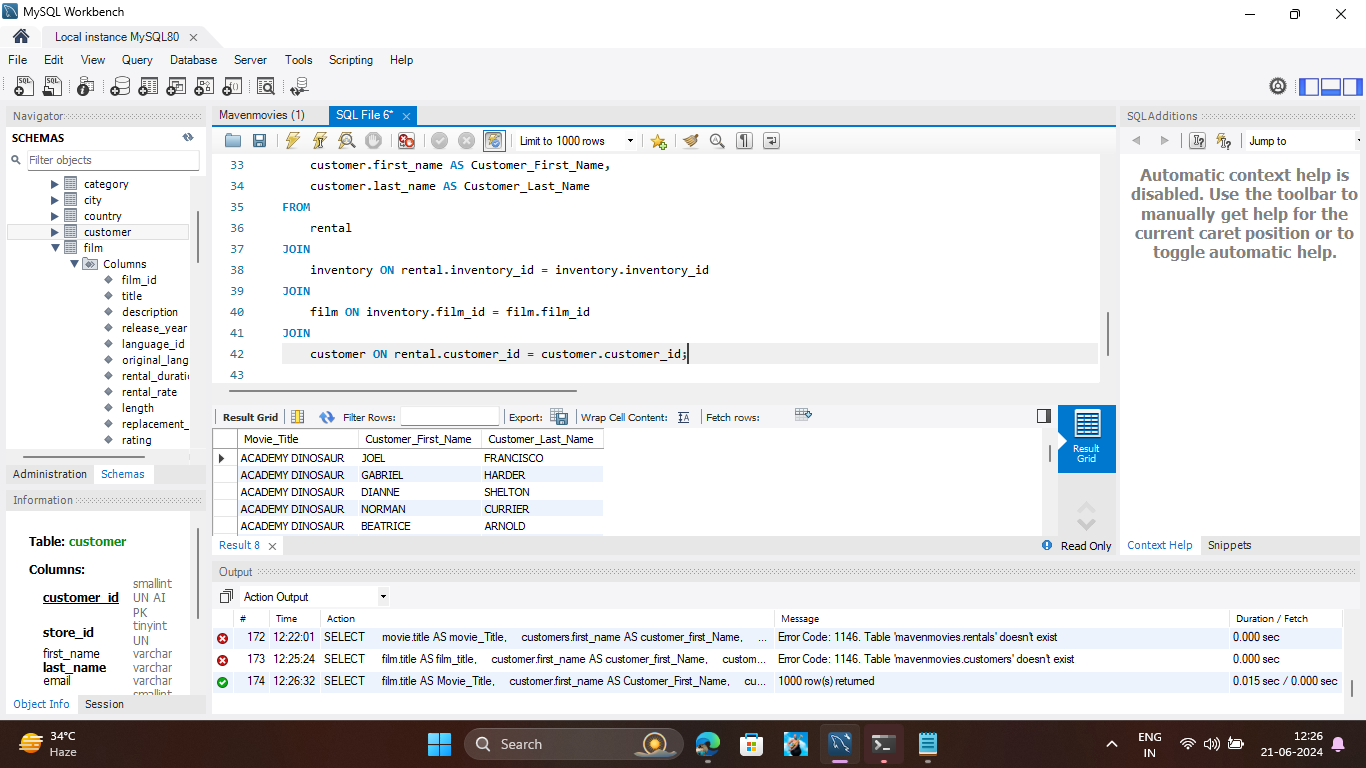 MySQL Workbench
Local instance MySQL80
File Edit View Query Database Server Tools Scripting Help
Navigator
SCHEMAS
Filter objects
category
city
country
customer
film
Columns
film_id
title
description
release_year
language_id
original_lang
rental_durati
rental_rate
length
replacement_
rating
Administration Schemas
Information
Table: customer
Columns:
customer_id smallint UN AI PK
store_id tinyint UN
first_name varchar
last_name varchar
email varchar
smallint
Object Info Session
Mavenmovies (1) SQL File 6*
Limit to 1000 rows
33 customer.first_name AS Customer_First_Name,
34 customer.last_name AS Customer_Last_Name
35 FROM
36 rental
37 JOIN
38 inventory ON rental.inventory_id = inventory.inventory_id
39 JOIN
40 film ON inventory.film_id = film.film_id
41 JOIN
42 customer ON rental.customer_id = customer.customer_id;
43
Result Grid Filter Rows: Export: Wrap Cell Content: Fetch rows:
Movie_Title Customer_First_Name Customer_Last_Name
ACADEMY DINOSAUR JOEL FRANCISCO
ACADEMY DINOSAUR GABRIEL HARDER
ACADEMY DINOSAUR DIANNE SHELTON
ACADEMY DINOSAUR NORMAN CURRIER
ACADEMY DINOSAUR BEATRICE ARNOLD
Result
Grid
Result 8
Read Only
SQLAdditions
Jump to
Automatic context help is
disabled. Use the toolbar to
manually get help for the
current caret position or to
toggle automatic help.
Context Help Snippets
Output
Action Output
# Time Action Message Duration / Fetch
172 12:22:01 SELECT movie.title AS movie_Title, customers.first_name AS customer_first_Name, ... Error Code: 1146. Table 'mavenmovies.rentals' doesn't exist 0.000 sec
173 12:25:24 SELECT film.title AS film_title, customer.first_name AS customer_first_Name, custom... Error Code: 1146. Table 'mavenmovies.customers' doesn't exist 0.000 sec
174 12:26:32 SELECT film.title AS Movie_Title, customer.first_name AS Customer_First_Name, cu... 1000 row(s) returned 0.015 sec / 0.000 sec
34°C
Haze
Search
ENG
IN
12:26
21-06-2024